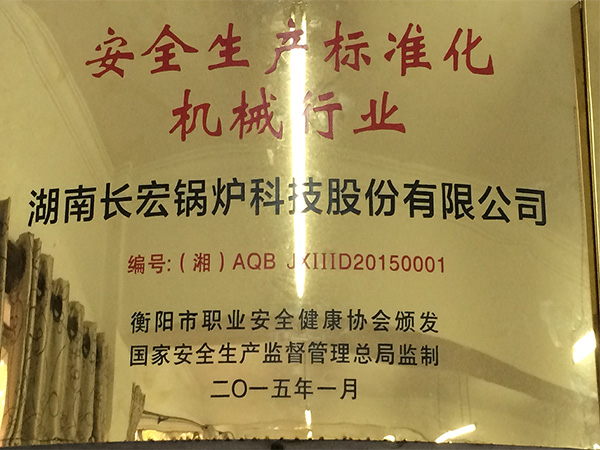 安全生产标准化
机械行业
湖南长宏锅炉科技股份有限公司
编号:(湘)AQB JXIIID20150001
衡阳市职业安全健康协会颁发
国家安全生产监督管理总局监制
二〇一五年一月